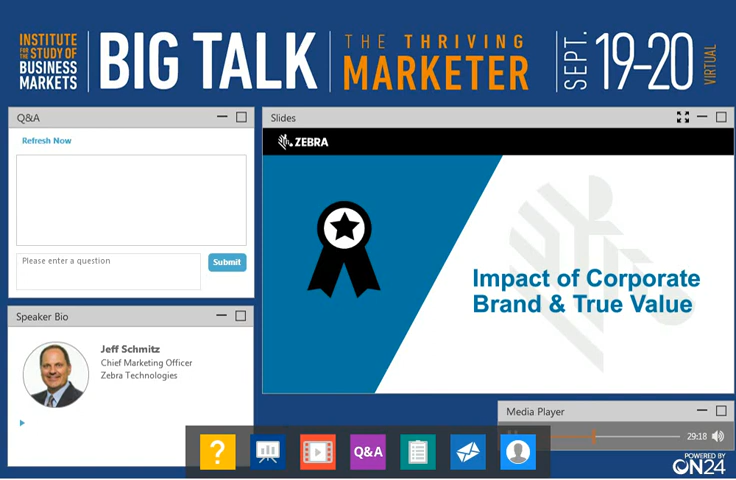 INSTITUTE
FOR THE STUDY OF
BUSINESS
MARKETS
BIG TALK
THE THRIVING
MARKETER
SEPT.
19-20
VIRTUAL
Q&A
Refresh Now
Please enter a question
Submit
Speaker Bio
Jeff Schmitz
Chief Marketing Officer
Zebra Technologies
Slides
ZEBRA
Impact of Corporate
Brand & True Value
Media Player
29:18
?
Q&A
POWERED BY
ON24